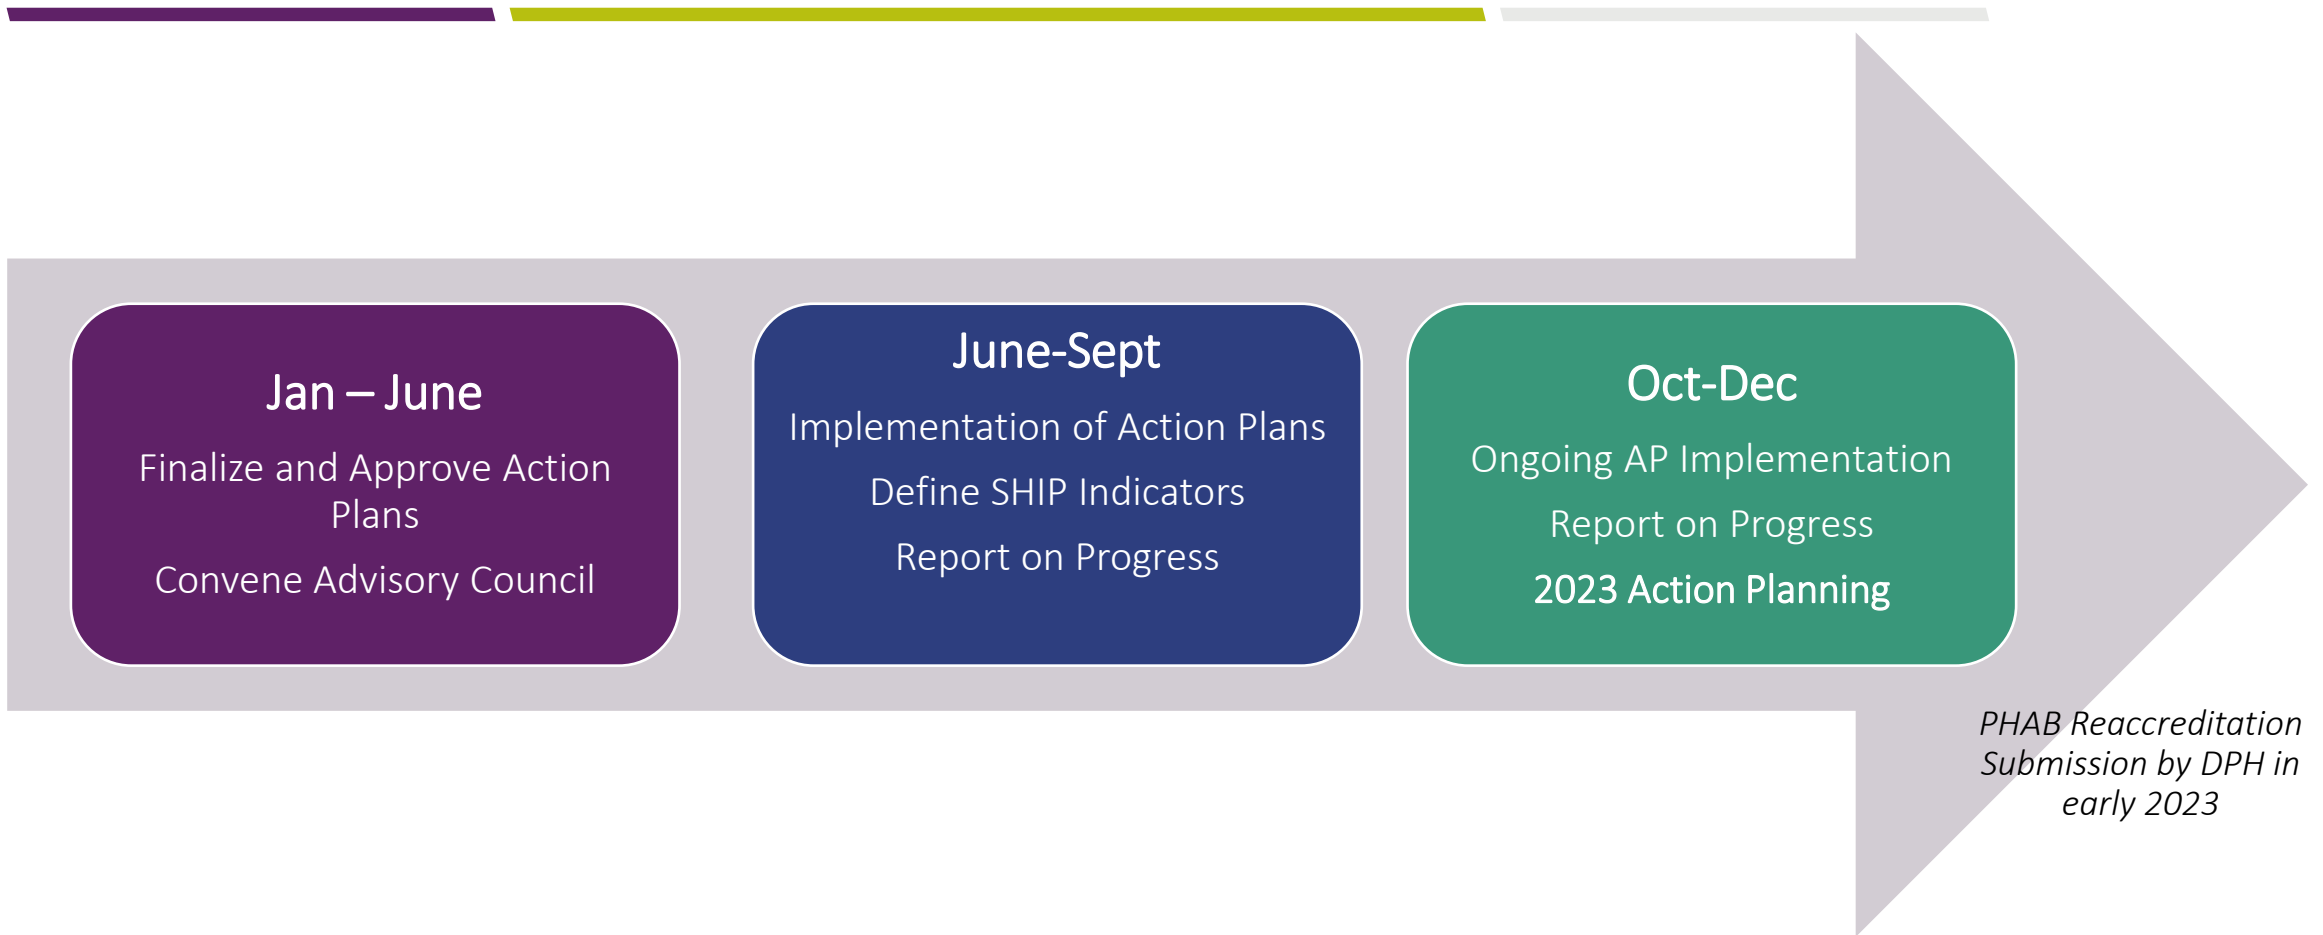 Jan – June
Finalize and Approve Action
Plans
Convene Advisory Council
June-Sept
Implementation of Action Plans
Define SHIP Indicators
Report on Progress
Oct-Dec
Ongoing AP Implementation
Report on Progress
2023 Action Planning
PHAB Reaccreditation
Submission by DPH in
early 2023